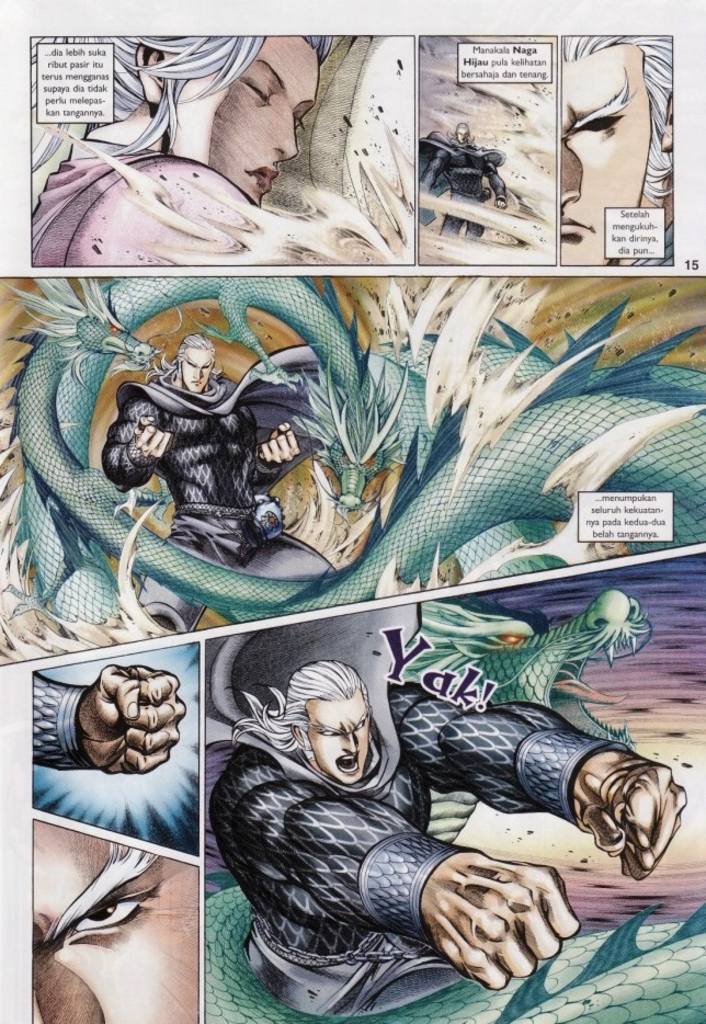 ...dia lebih suka
ribut pasir itu
terus mengganas
supaya dia tidak
perlu melepas-
kan tangannya.
Manakala Naga
Hijau pula kelihatan
bersahaja dan tenang.
Setelah
mengukuh-
kan dirinya,
dia pun...
15
...menumpukan
seluruh kekuatan-
nya pada kedua-dua
belah tangannya.
Yak!